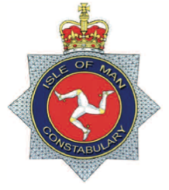 ISLE OF MAN
CONSTABULARY